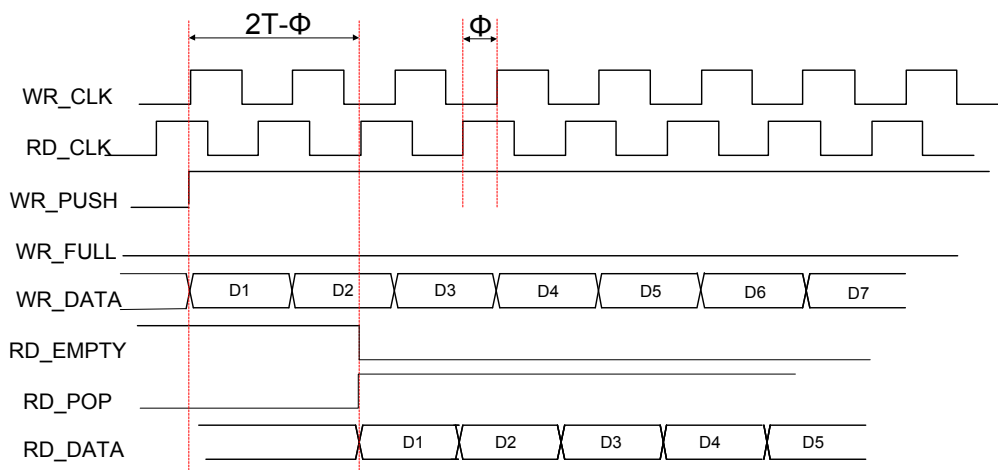 2T-Φ Φ
WR_CLK
RD_CLK
WR_PUSH
WR_FULL
WR_DATA D1 D2 D3 D4 D5 D6 D7
RD_EMPTY
RD_POP
RD_DATA D1 D2 D3 D4 D5